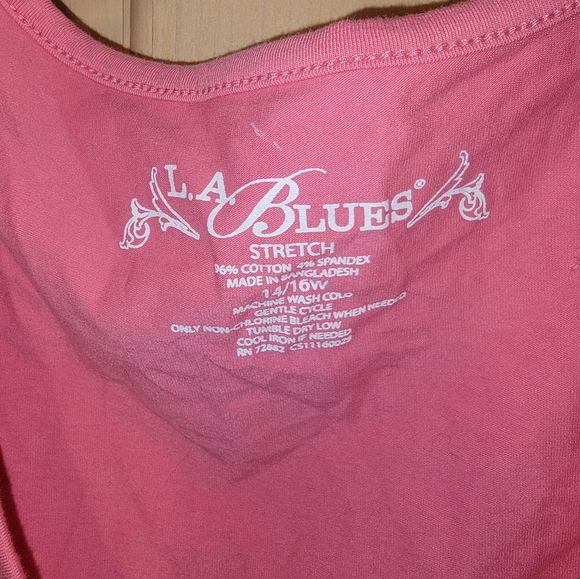 L.A. BLUES®
STRETCH
96% COTTON 4% SPANDEX
MADE IN BANGLADESH
14/16W
MACHINE WASH COLD
GENTLE CYCLE
ONLY NON-CHLORINE BLEACH WHEN NEEDED
TUMBLE DRY LOW
COOL IRON IF NEEDED
RN 72882 CS1116002S